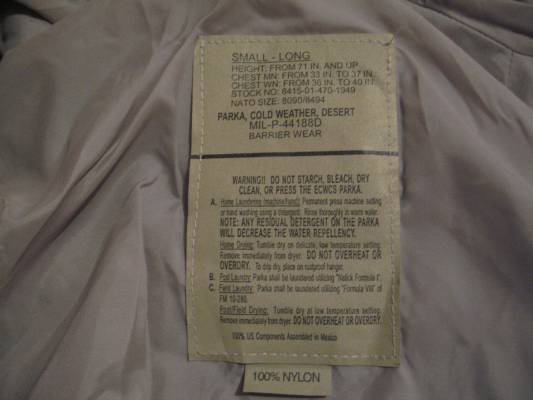 SMALL - LONG
HEIGHT: FROM 71 IN. AND UP
CHEST MN: FROM 33 IN. TO 37 IN.
CHEST WN: FROM 36 IN. TO 40 IN.
STOCK NO: 8415-01-470-1949
NATO SIZE: 8090/8494
PARKA, COLD WEATHER, DESERT
MIL-P-44188D
BARRIER WEAR
WARNING!! DO NOT STARCH, BLEACH, DRY
CLEAN, OR PRESS THE ECWCS PARKA.
A. Home Laundering (machine/hand): Permanent press machine setting
or hand washing using a detergent. Rinse thoroughly in warm water.
NOTE: ANY RESIDUAL DETERGENT ON THE PARKA
WILL DECREASE THE WATER REPELLENCY.
Home Drying: Tumble dry on delicate, low temperature setting.
Remove immediately from dryer. DO NOT OVERHEAT OR
OVERDRY. To drip dry, place on rustproof hanger.
B. Post Laundry: Parka shall be laundered utilizing "Natick Formula I".
C. Field Laundry: Parka shall be laundered utilizing "Formula VIII" of
FM 10-280.
Post/Field Drying: Tumble dry at low temperature setting.
Remove immediately from dryer. DO NOT OVERHEAT OR OVERDRY.
100% US Components Assembled in Mexico
100% NYLON